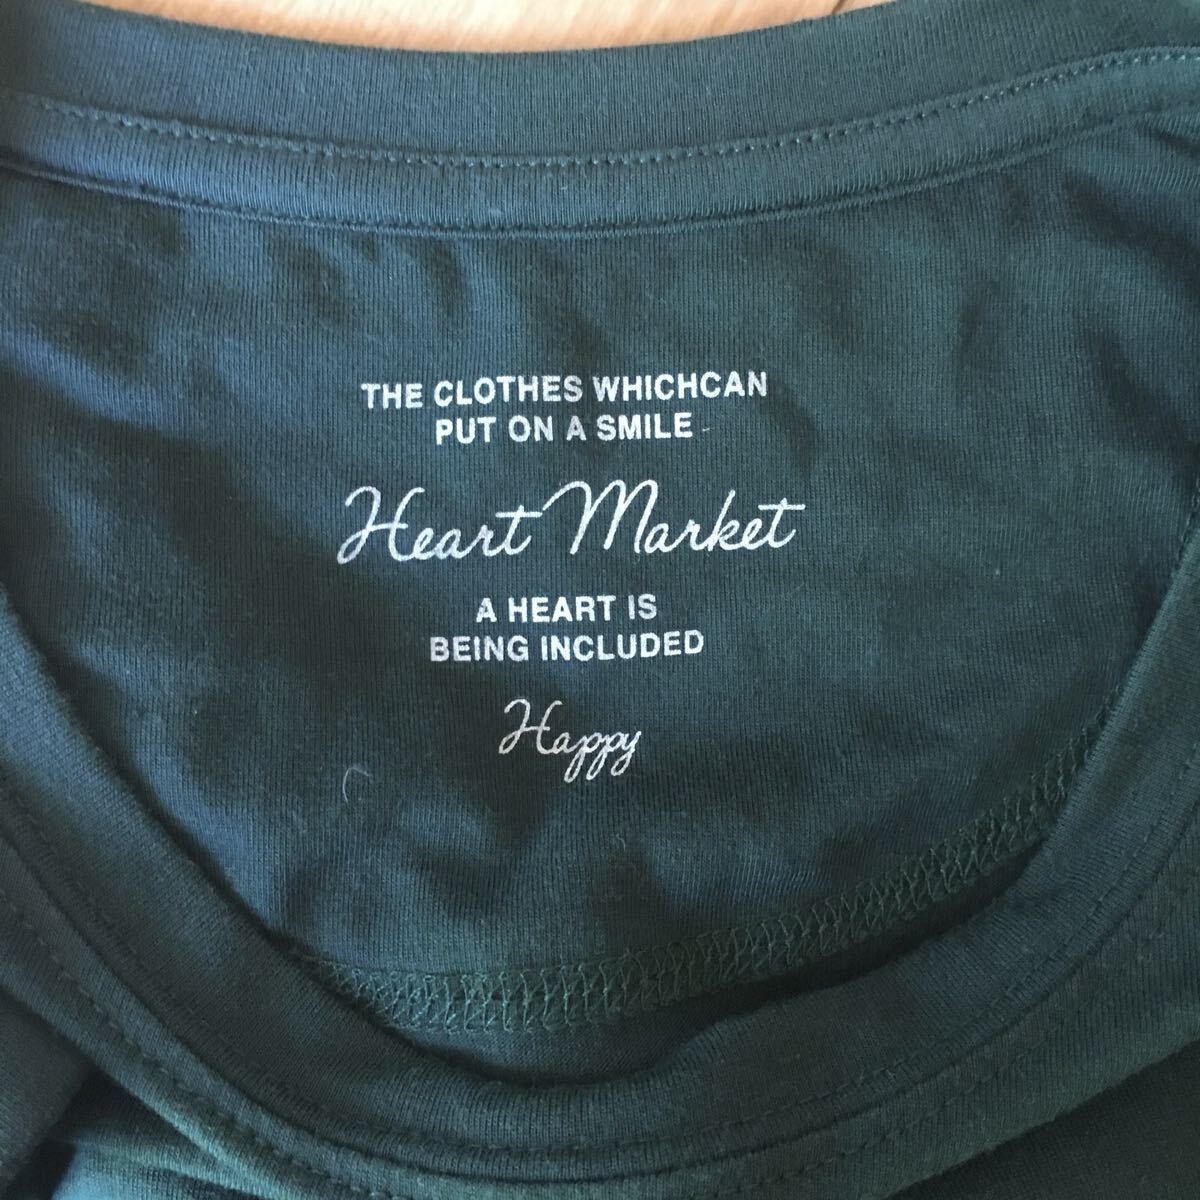 THE CLOTHES WHICHCAN
PUT ON A SMILE
Heart Market
A HEART IS
BEING INCLUDED
Happy